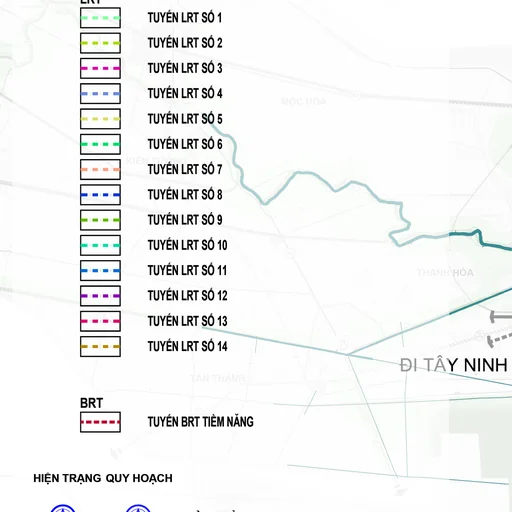 LRT
TUYẾN LRT SỐ 1
TUYẾN LRT SỐ 2
TUYẾN LRT SỐ 3
TUYẾN LRT SỐ 4
TUYẾN LRT SỐ 5
TUYẾN LRT SỐ 6
TUYẾN LRT SỐ 7
TUYẾN LRT SỐ 8
TUYẾN LRT SỐ 9
TUYẾN LRT SỐ 10
TUYẾN LRT SỐ 11
TUYẾN LRT SỐ 12
TUYẾN LRT SỐ 13
TUYẾN LRT SỐ 14
BRT
TUYẾN BRT TIỀM NĂNG
HIỆN TRẠNG QUY HOẠCH
MỘC HÓA
THẠNH HÓA
ĐI TÂY NINH
TÂN THẠNH